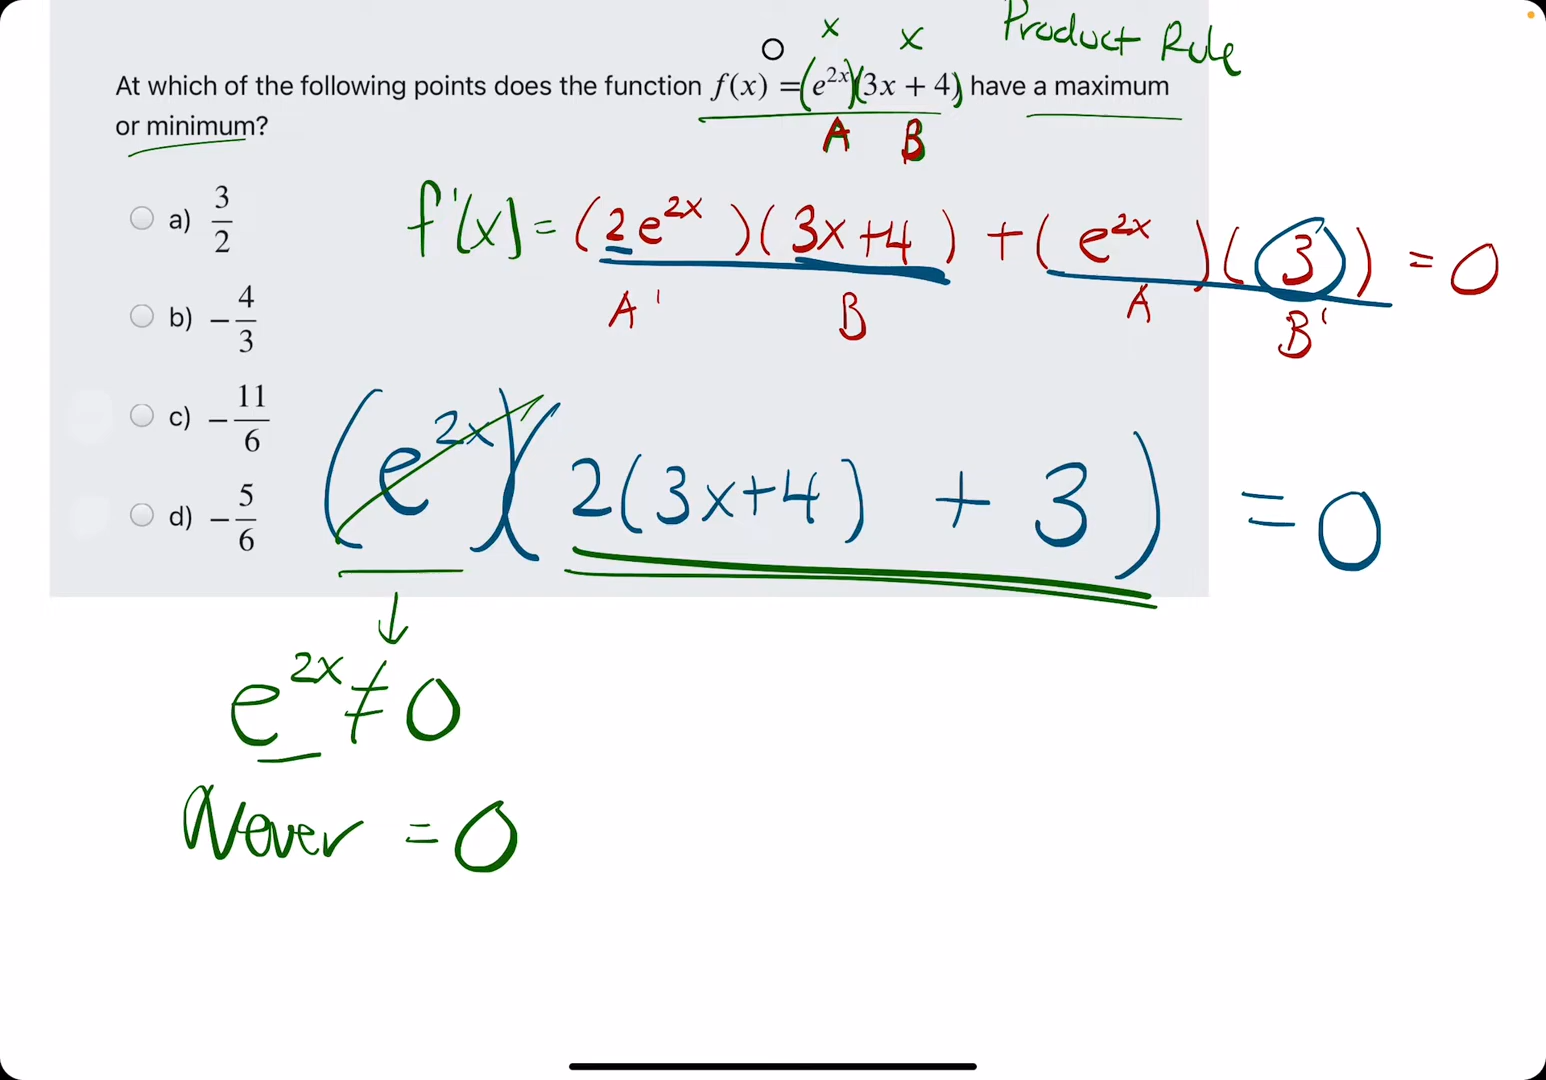 x x Product Rule
At which of the following points does the function f(x) = (e^{2x})(3x + 4) have a maximum
or minimum?
A B
a) 3/2
f'(x) = (2e^{2x})(3x+4) + (e^{2x})(3) = 0
A' B A B'
b) -4/3
c) -11/6
(e^{2x})(2(3x+4) + 3) = 0
d) -5/6
e^{2x} ≠ 0
Never = 0